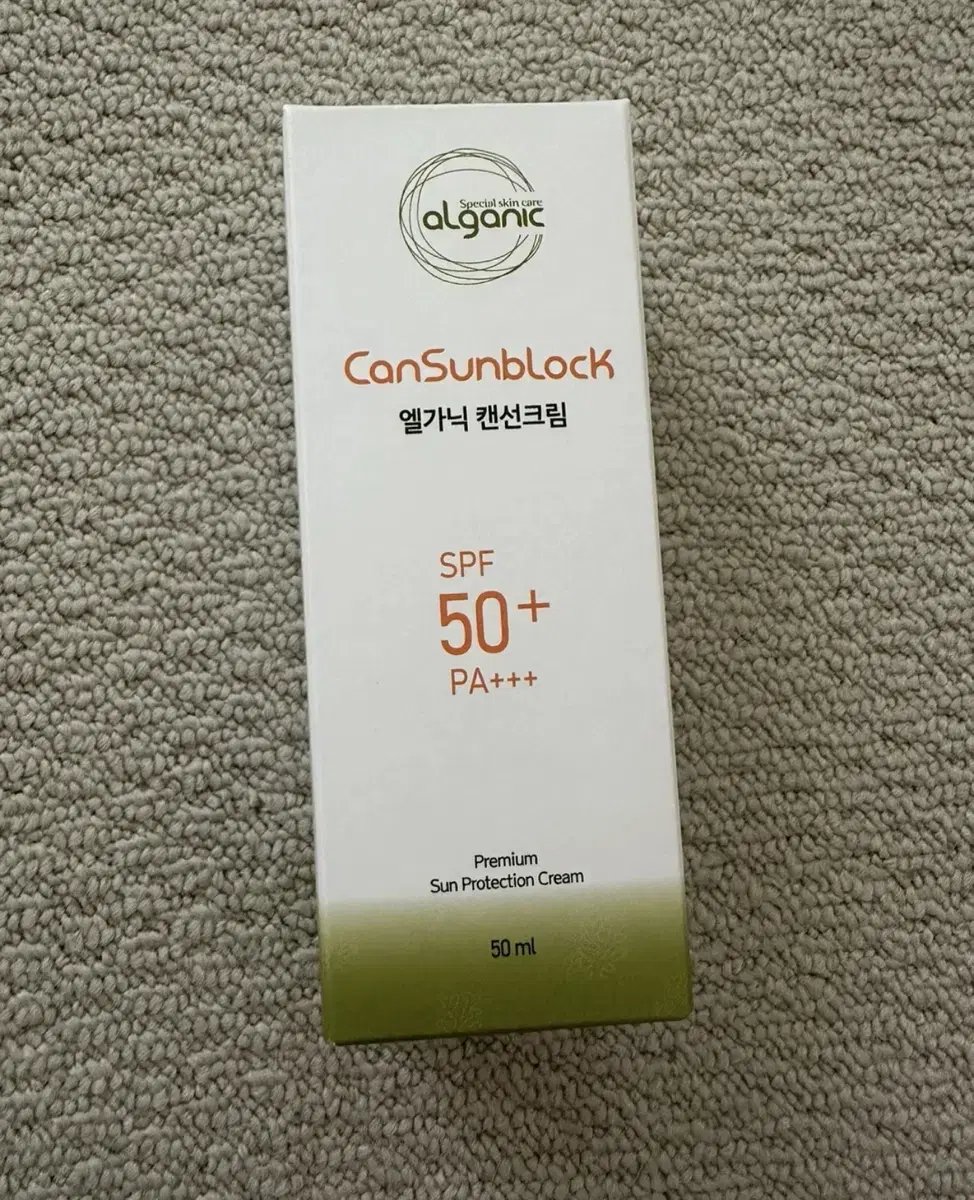 Special skin care
alganic
CanSunblock
엘가닉 캔선크림
SPF
50+
PA+++
Premium
Sun Protection Cream
50 ml